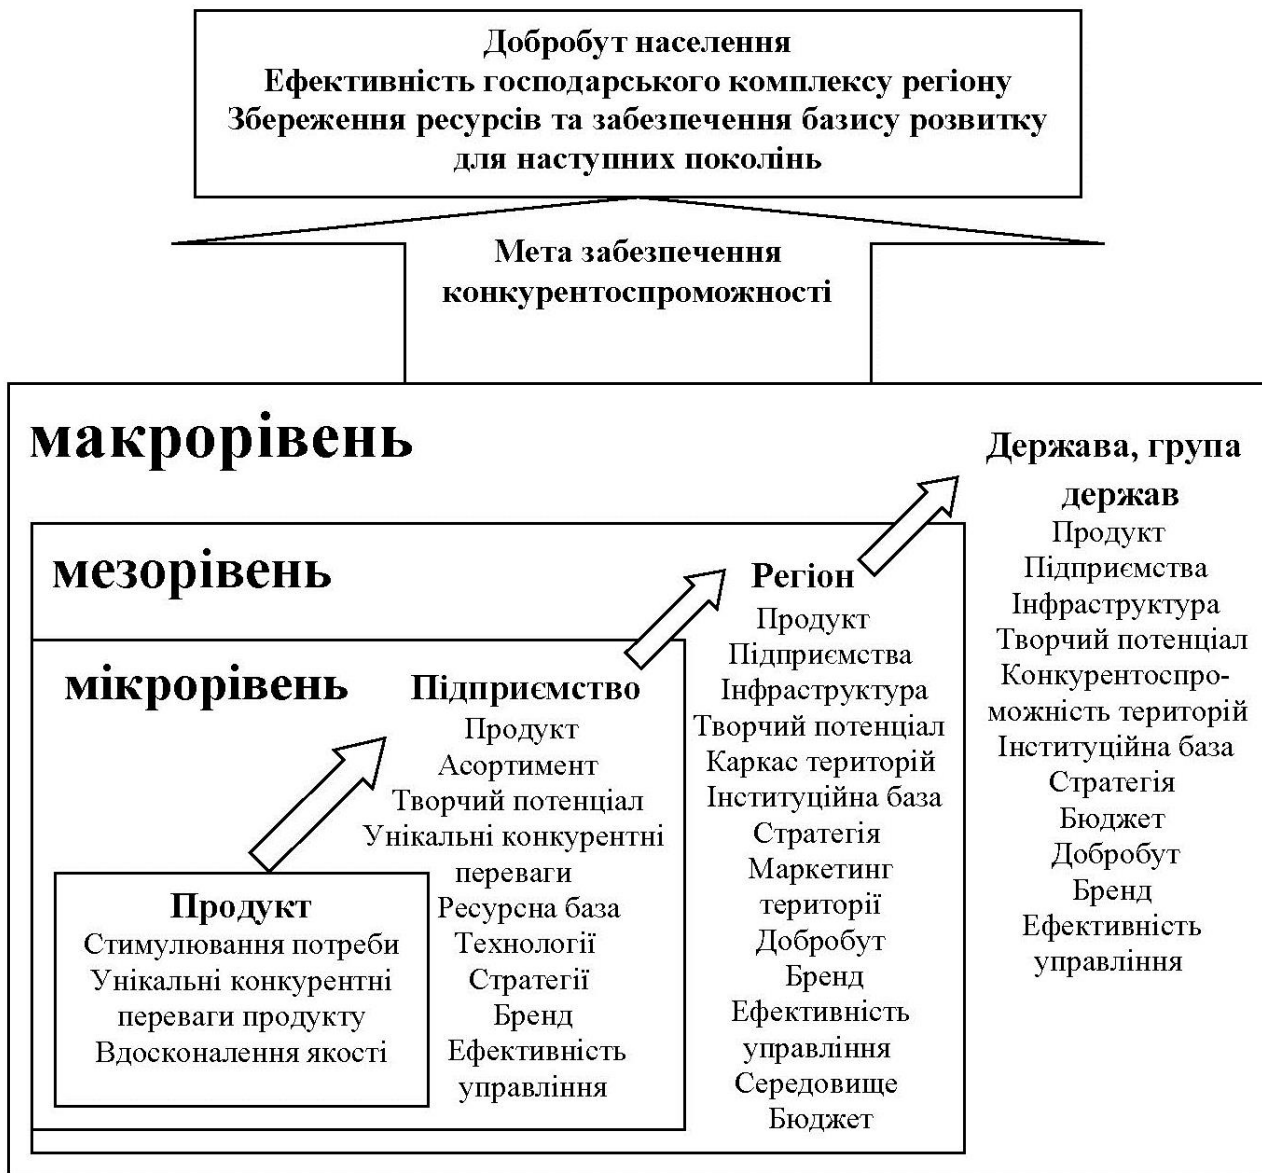 Добробут населення
Ефективність господарського комплексу регіону
Збереження ресурсів та забезпечення базису розвитку
для наступних поколінь
Мета забезпечення
конкурентоспроможності
макрорівень
мезорівень
мікрорівень
Продукт
Стимулювання потреби
Унікальні конкурентні
переваги продукту
Вдосконалення якості
Підприємство
Продукт
Асортимент
Творчий потенціал
Унікальні конкурентні
переваги
Ресурсна база
Технології
Стратегії
Бренд
Ефективність
управління
Регіон
Продукт
Підприємства
Інфраструктура
Творчий потенціал
Каркас територій
Інституційна база
Стратегія
Маркетинг
території
Добробут
Бренд
Ефективність
управління
Середовище
Бюджет
Держава, група
держав
Продукт
Підприємства
Інфраструктура
Творчий потенціал
Конкурентоспро-
можність територій
Інституційна база
Стратегія
Бюджет
Добробут
Бренд
Ефективність
управління